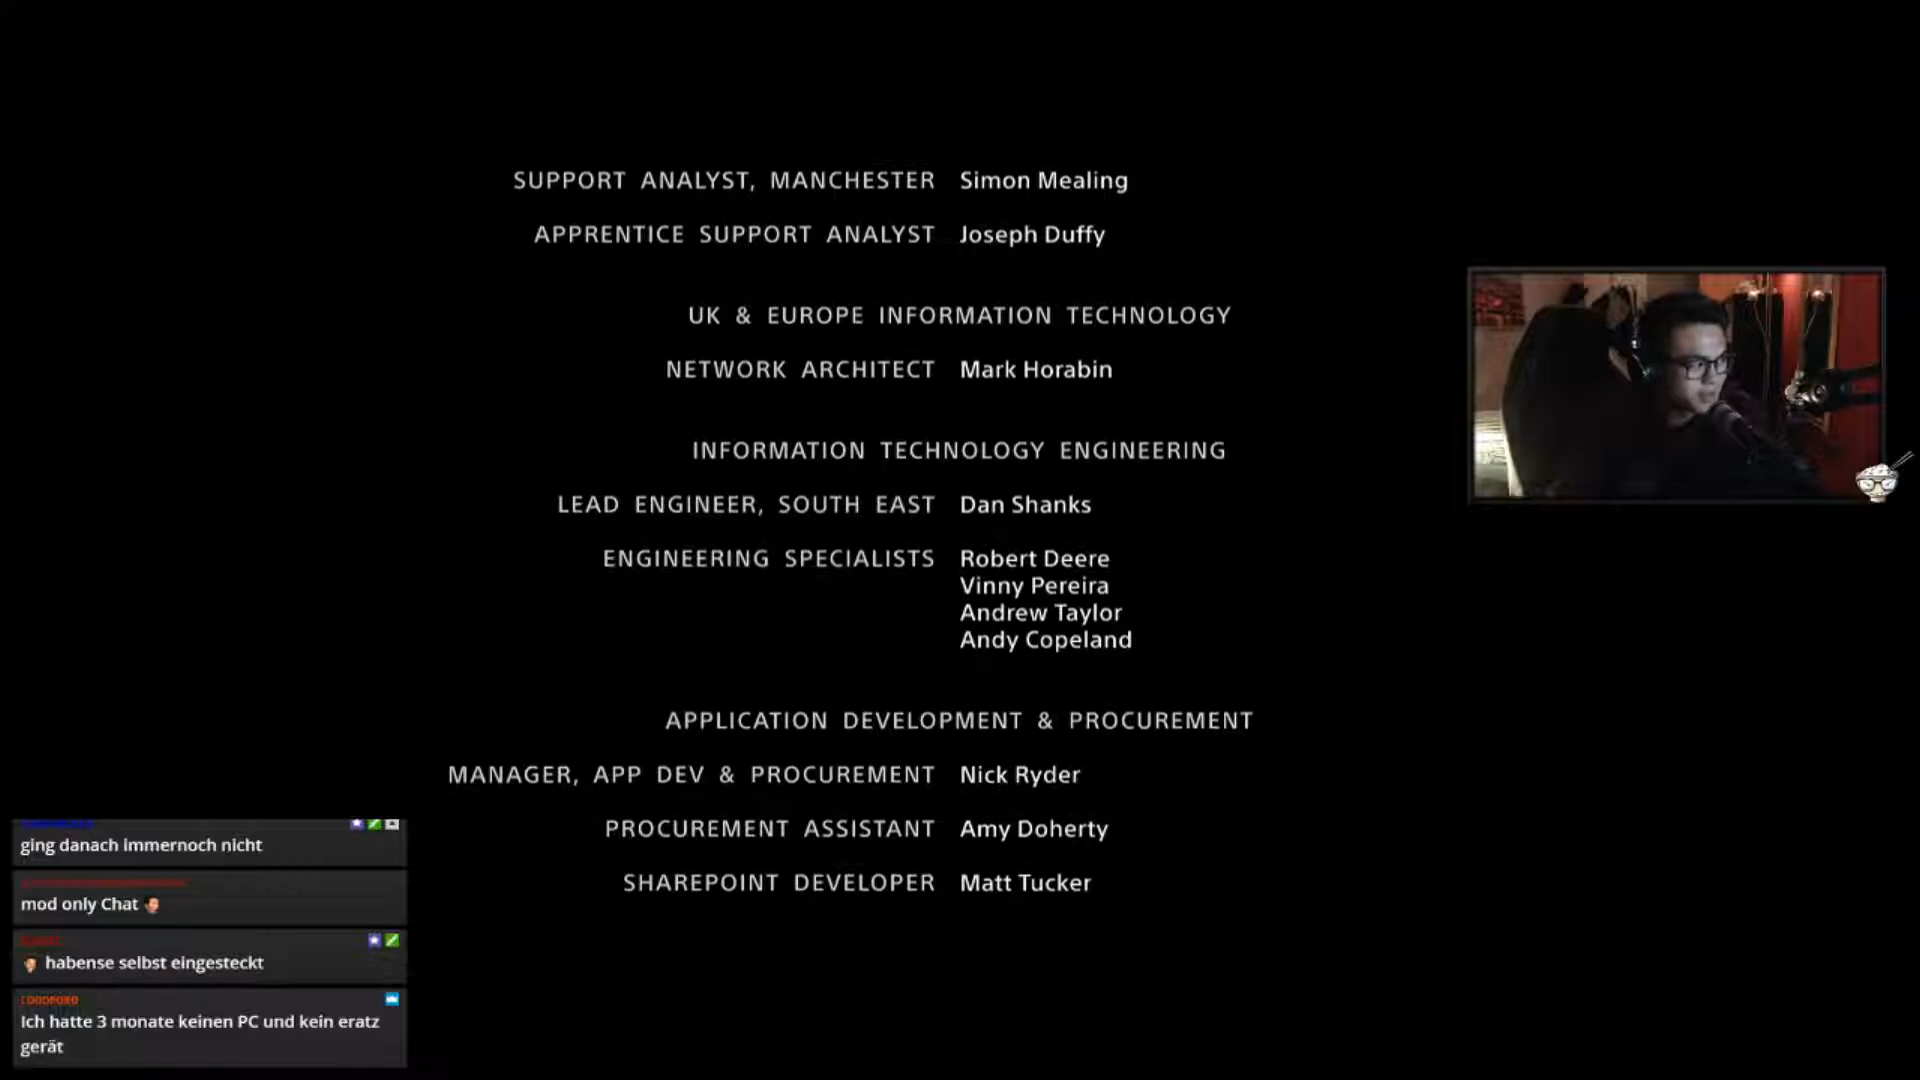 SUPPORT ANALYST, MANCHESTER Simon Mealing
APPRENTICE SUPPORT ANALYST Joseph Duffy
UK & EUROPE INFORMATION TECHNOLOGY
NETWORK ARCHITECT Mark Horabin
INFORMATION TECHNOLOGY ENGINEERING
LEAD ENGINEER, SOUTH EAST Dan Shanks
ENGINEERING SPECIALISTS Robert Deere
Vinny Pereira
Andrew Taylor
Andy Copeland
APPLICATION DEVELOPMENT & PROCUREMENT
MANAGER, APP DEV & PROCUREMENT Nick Ryder
PROCUREMENT ASSISTANT Amy Doherty
SHAREPOINT DEVELOPER Matt Tucker
ging danach immernoch nicht
mod only Chat
habense selbst eingesteckt
Ich hatte 3 monate keinen PC und kein eratz
gerät